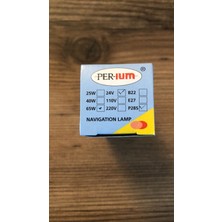 PER-IUM®
25W 24V B22
40W 110V E27
65W 220V P28S
NAVIGATION LAMP